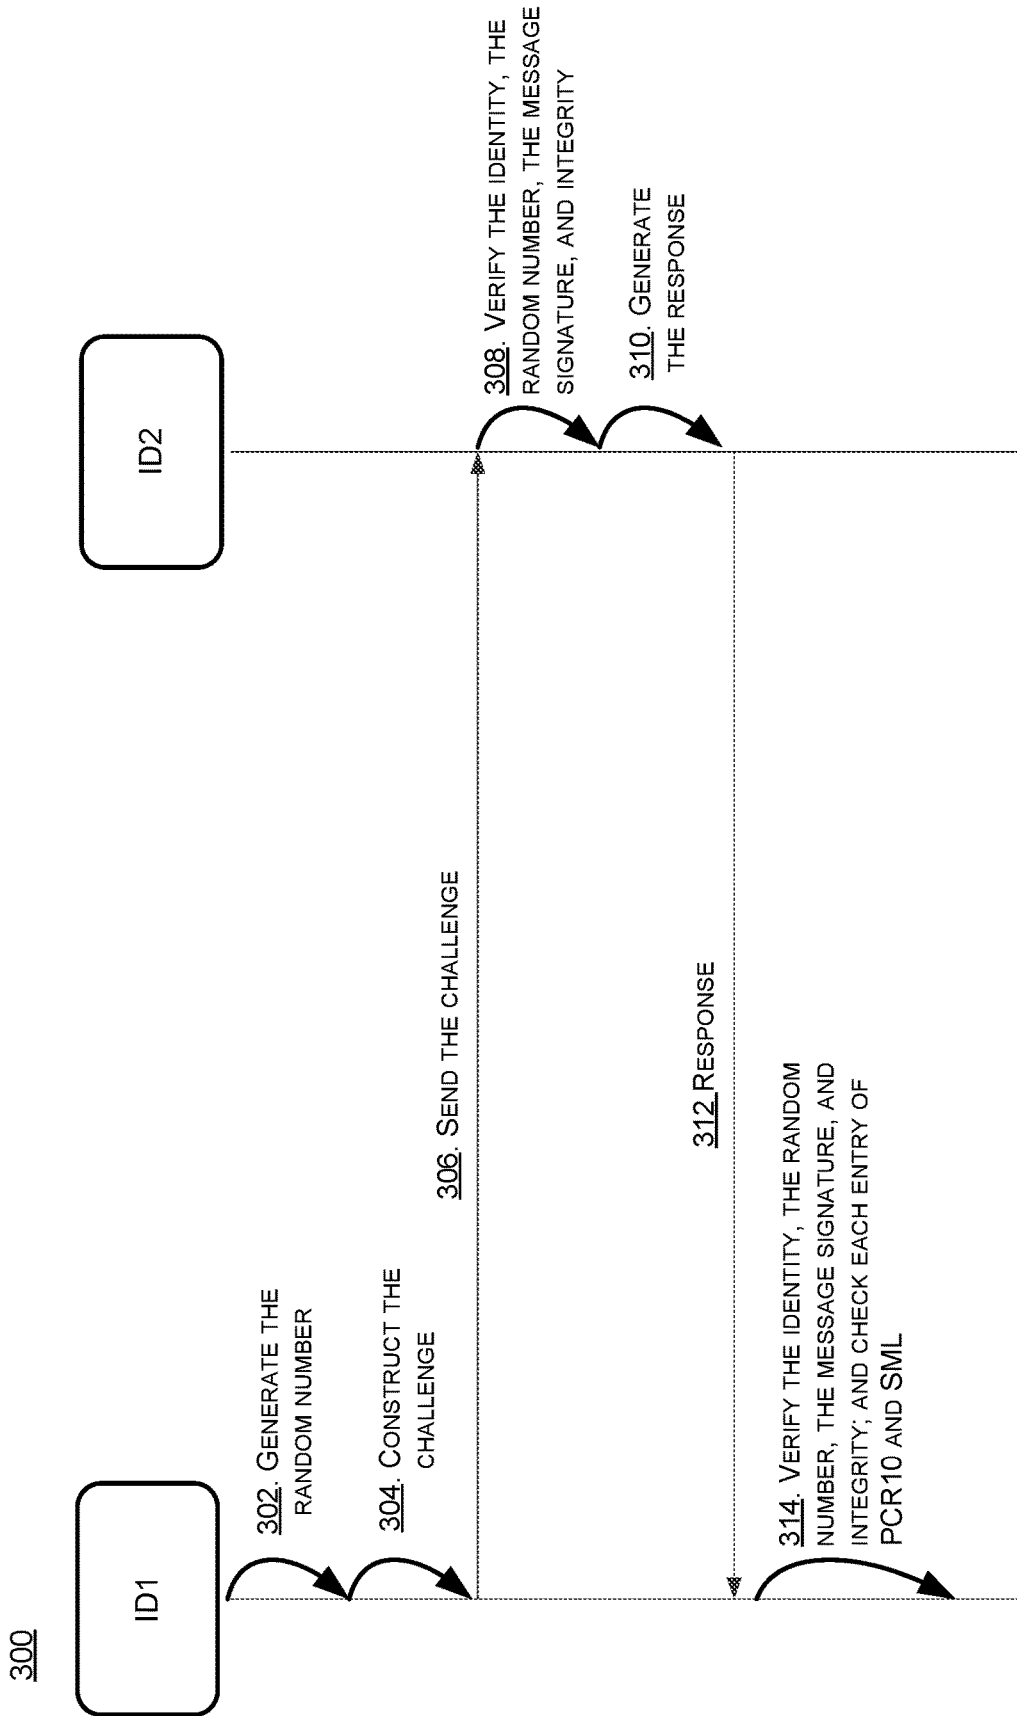 300
ID1
ID2
302. GENERATE THE
RANDOM NUMBER
304. CONSTRUCT THE
CHALLENGE
306. SEND THE CHALLENGE
308. VERIFY THE IDENTITY, THE
RANDOM NUMBER, THE MESSAGE
SIGNATURE, AND INTEGRITY
310. GENERATE
THE RESPONSE
312 RESPONSE
314. VERIFY THE IDENTITY, THE RANDOM
NUMBER, THE MESSAGE SIGNATURE, AND
INTEGRITY; AND CHECK EACH ENTRY OF
PCR10 AND SML